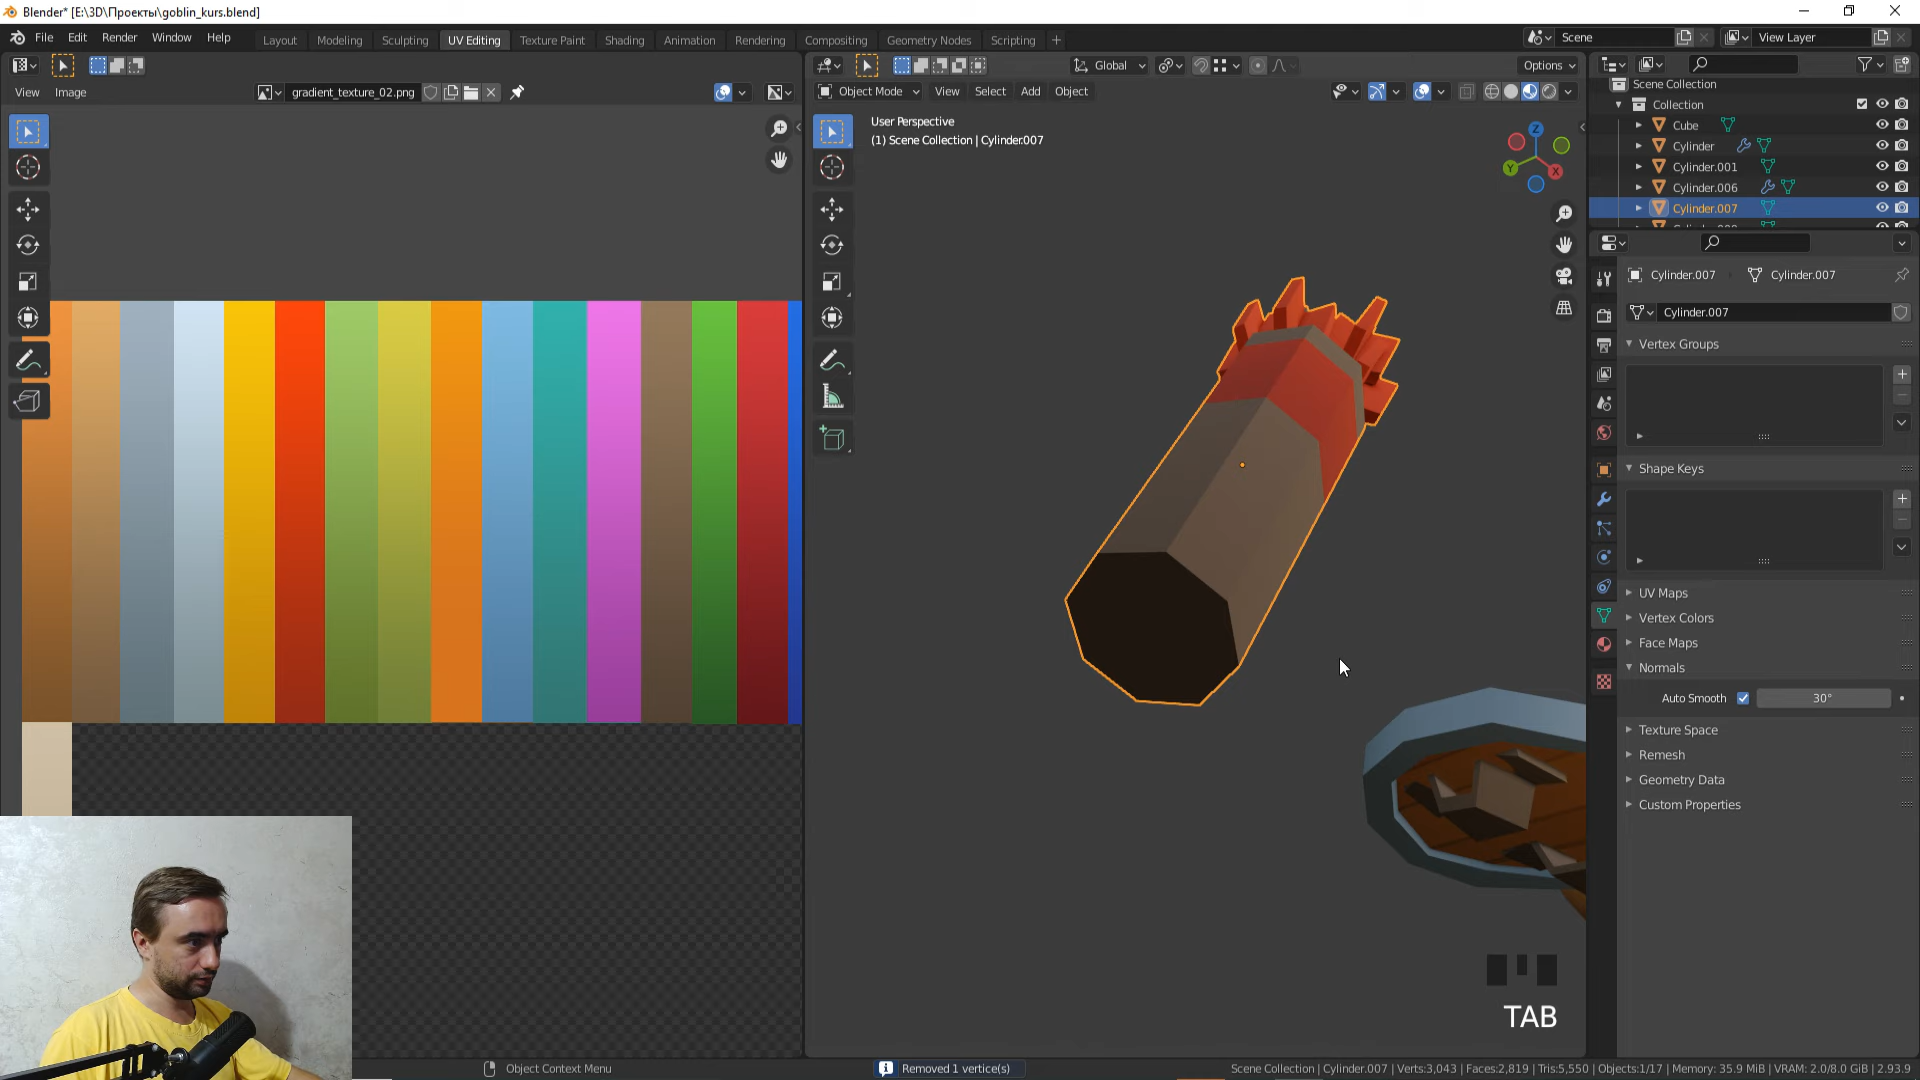 Blender* [E:\3D\Проекты\goblin_kurs.blend]
File Edit Render Window Help
Layout Modeling Sculpting UV Editing Texture Paint Shading Animation Rendering Compositing Geometry Nodes Scripting +
Scene
View Layer
Global
Options
View Image
gradient_texture_02.png
Object Mode View Select Add Object
User Perspective
(1) Scene Collection | Cylinder.007
Z
Y
X
Scene Collection
Collection
Cube
Cylinder
Cylinder.001
Cylinder.006
Cylinder.007
Cylinder.007 Cylinder.007
Cylinder.007
Vertex Groups
Shape Keys
UV Maps
Vertex Colors
Face Maps
Normals
Auto Smooth 30°
Texture Space
Remesh
Geometry Data
Custom Properties
TAB
Object Context Menu
Removed 1 vertice(s)
Scene Collection | Cylinder.007 | Verts:3,043 | Faces:2,819 | Tris:5,550 | Objects:1/17 | Memory: 35.9 MiB | VRAM: 2.0/8.0 GiB | 2.93.9